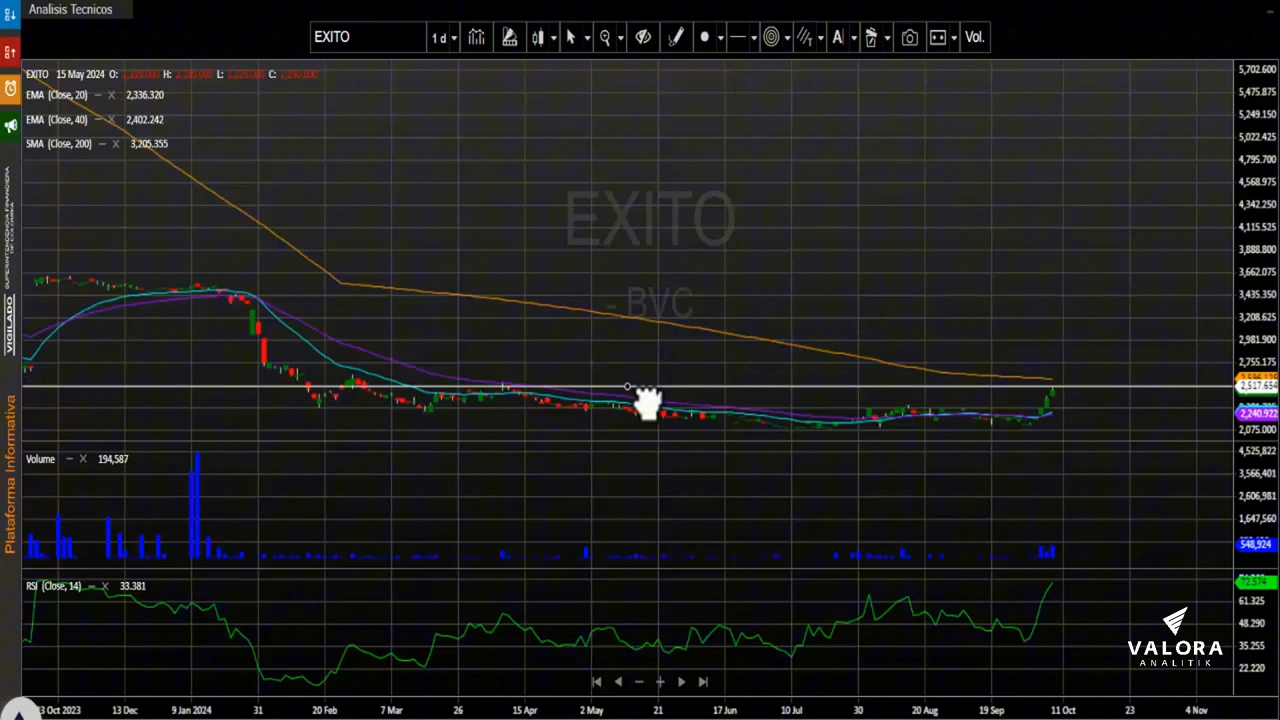 Analisis Tecnicos
EXITO
1 d
A
Vol.
EXITO 15 May 2024 O: H: L: C:
EMA (Close, 20) 2,336.320
EMA (Close, 40) 2,402.242
SMA (Close, 200) 3,205.355
EXITO
- BVC
5,702.600
5,475.875
5,249.150
5,022.425
4,795.700
4,568.975
4,342.250
4,115.525
3,888.800
3,662.075
3,435.350
3,208.625
2,981.900
2,755.175
2,517.654
2,240.922
2,075.000
Volume 194,587
4,525,822
3,566,401
2,606,981
1,647,560
548,924
RSI (Close, 14) 33.381
72.574
61.325
48.290
35.255
22.220
VIGILADO
Plataforma Informativa
VALORA
ANALITIK
Oct 2023 13 Dec 9 Jan 2024 31 20 Feb 7 Mar 26 15 Apr 2 May 21 17 Jun 10 Jul 31 20 Aug 19 Sep 11 Oct 23 4 Nov